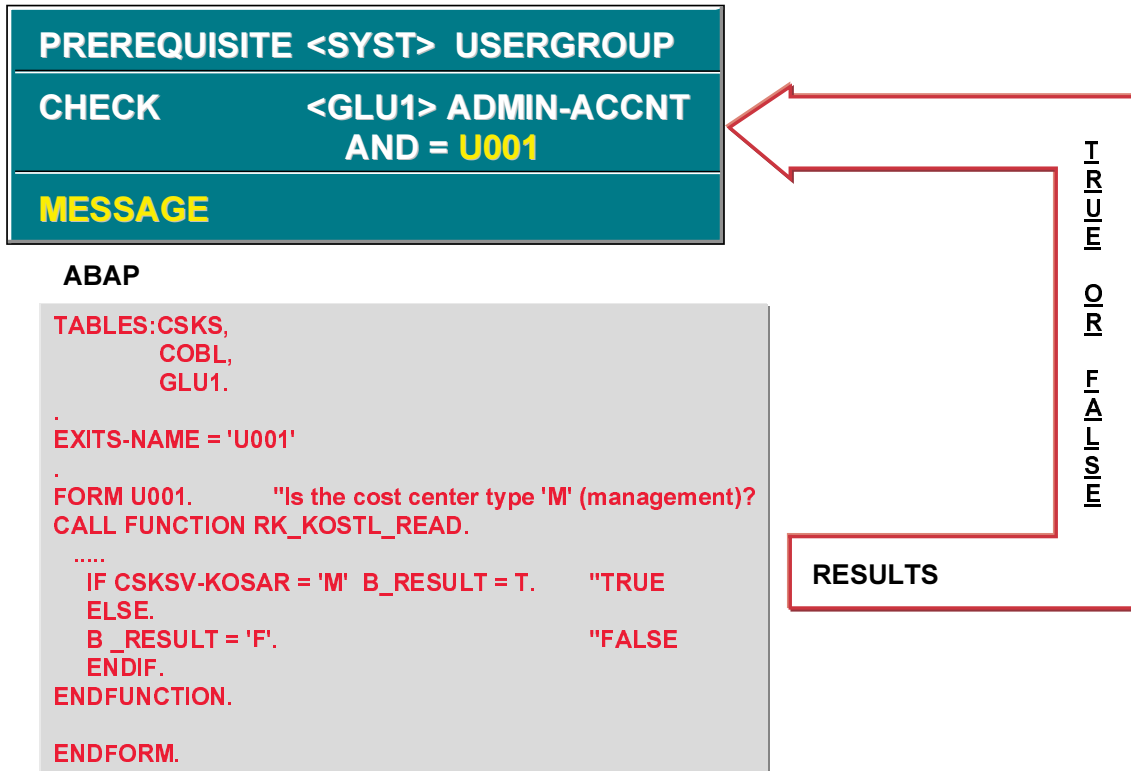 PREREQUISITE <SYST> USERGROUP
CHECK <GLU1> ADMIN-ACCNT
AND = U001
MESSAGE
ABAP
TABLES:CSKS,
COBL,
GLU1.
.
EXITS-NAME = 'U001'
.
FORM U001. "Is the cost center type 'M' (management)?
CALL FUNCTION RK_KOSTL_READ.
.....
IF CSKSV-KOSAR = 'M' B_RESULT = T. "TRUE
ELSE.
B _RESULT = 'F'. "FALSE
ENDIF.
ENDFUNCTION.
ENDFORM.
RESULTS
TRUE OR FALSE